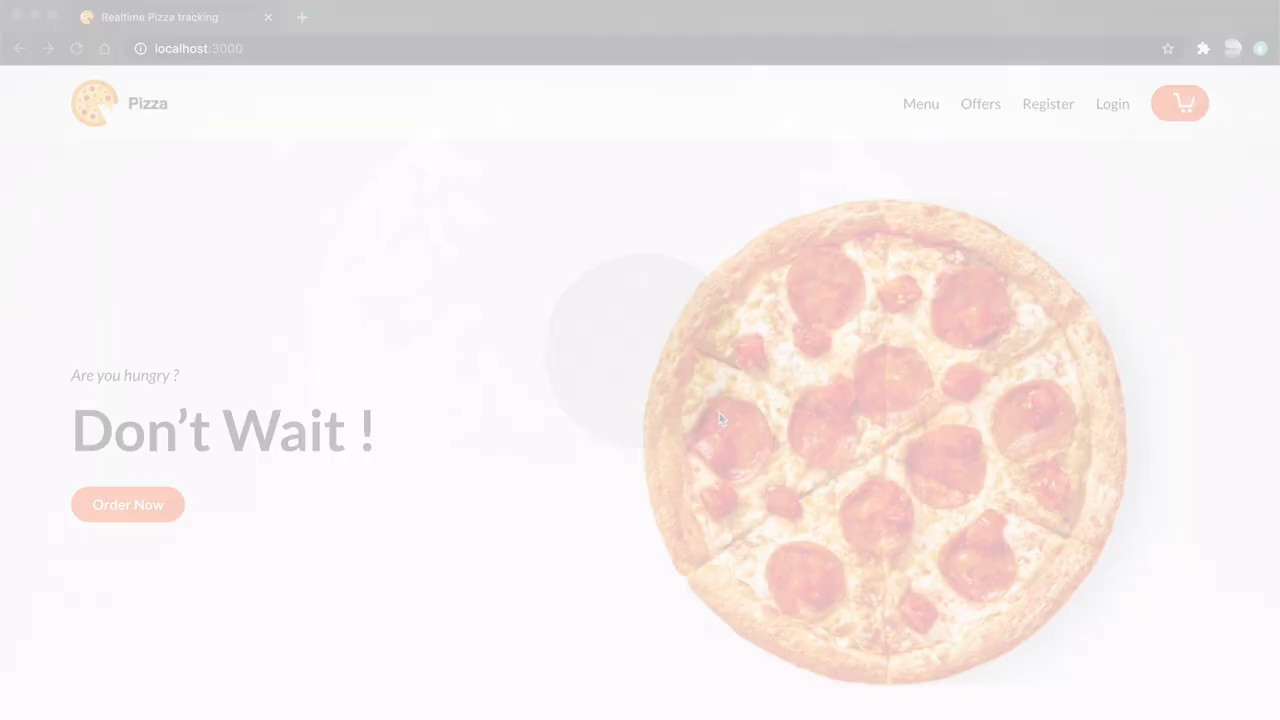 Realtime Pizza tracking
localhost:3000
Pizza
Menu Offers Register Login
Are you hungry ?
Don’t Wait !
Order Now